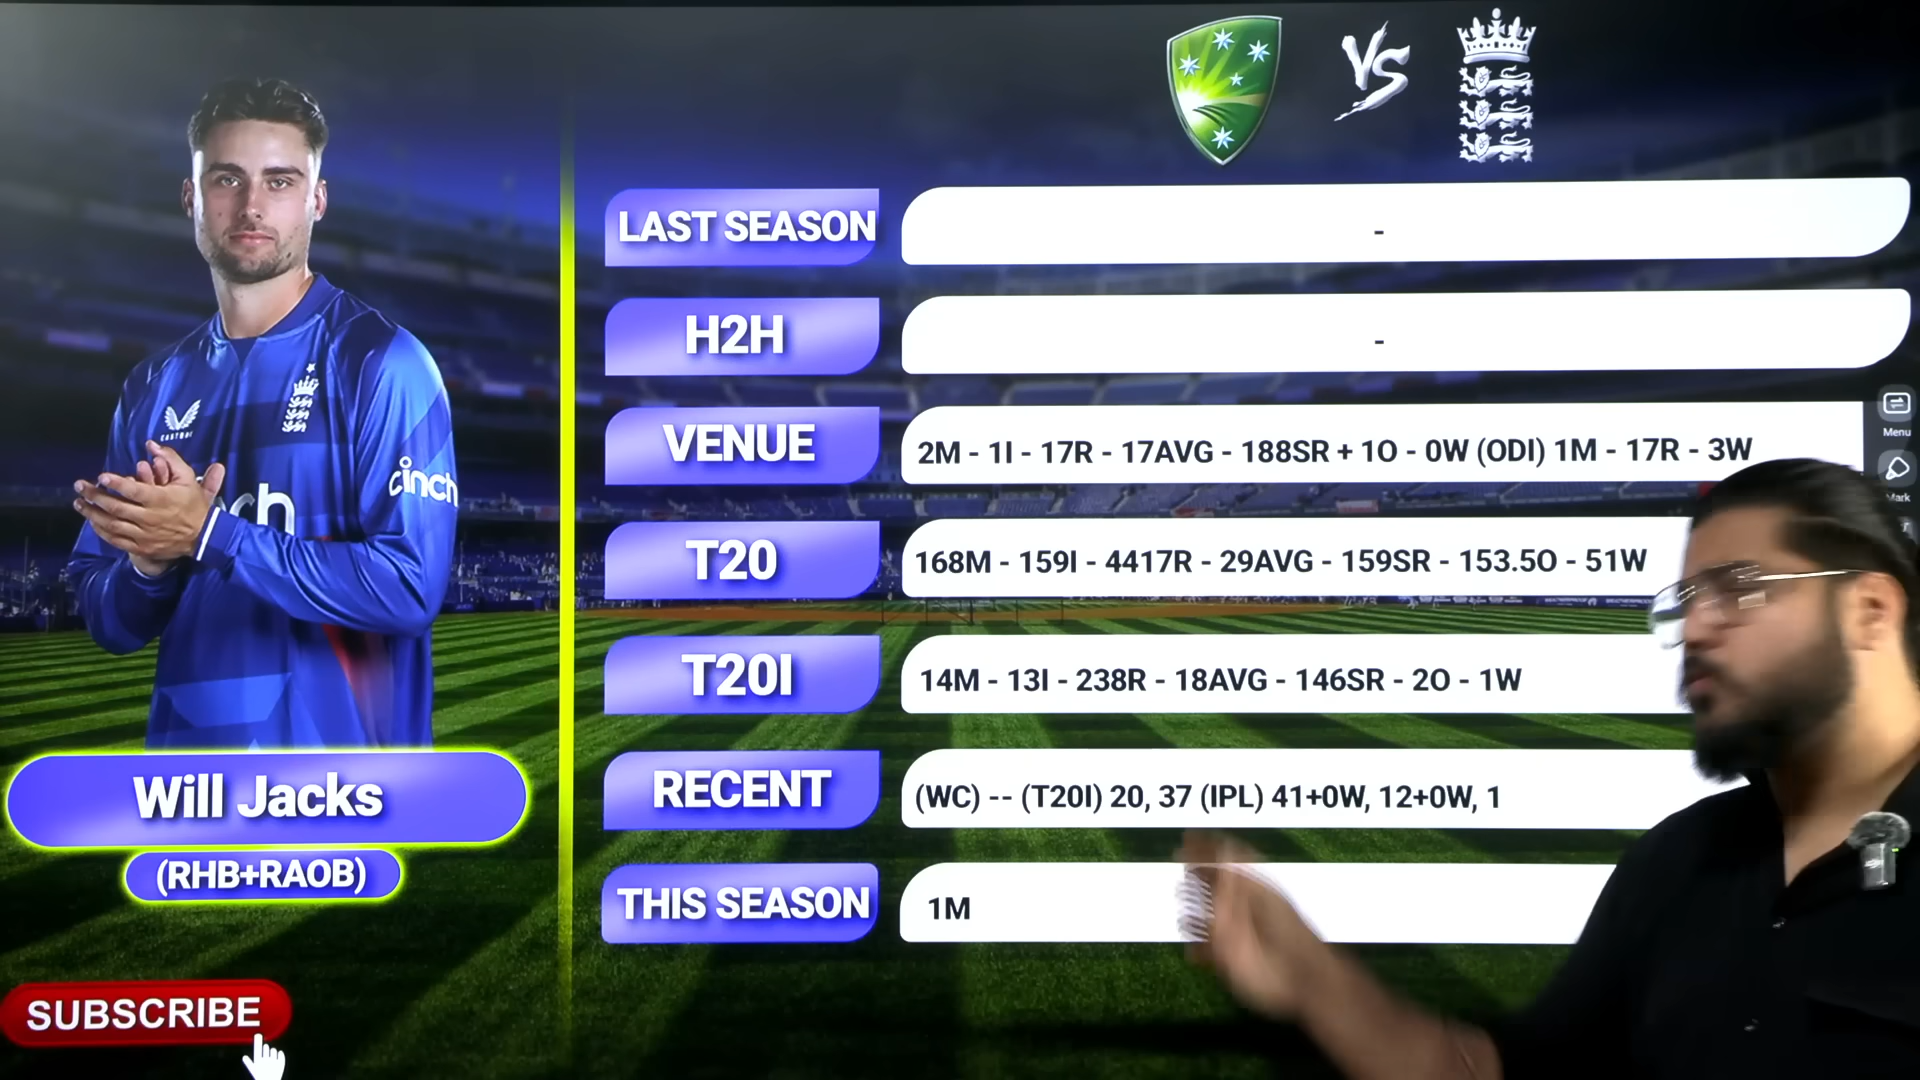 VS
LAST SEASON
-
H2H
-
VENUE
2M - 1I - 17R - 17AVG - 188SR + 1O - 0W (ODI) 1M - 17R - 3W
T20
168M - 159I - 4417R - 29AVG - 159SR - 153.5O - 51W
T20I
14M - 13I - 238R - 18AVG - 146SR - 2O - 1W
RECENT
(WC) -- (T20I) 20, 37 (IPL) 41+0W, 12+0W, 1
THIS SEASON
1M
Will Jacks
(RHB+RAOB)
SUBSCRIBE
cinch
Menu